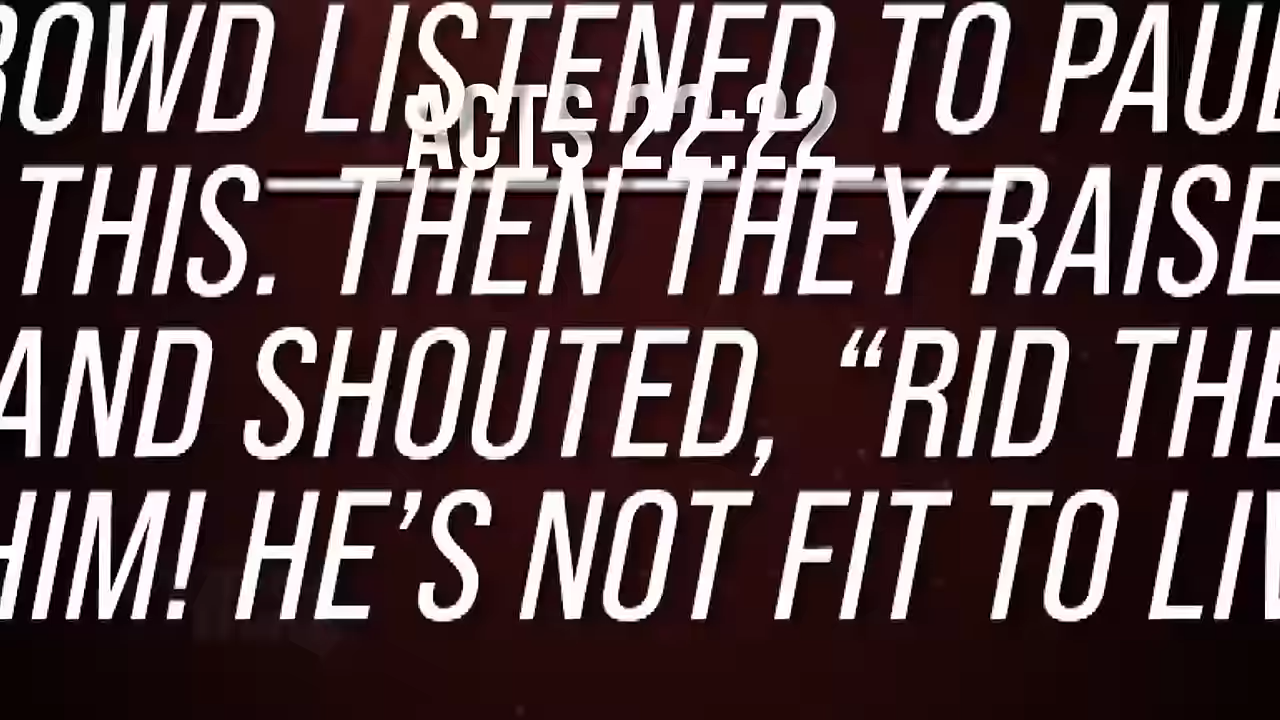 ROWD LISTENED TO PAUL
ACTS 22:22
THIS. THEN THEY RAISE
AND SHOUTED, “RID THE
HIM! HE’S NOT FIT TO LIV